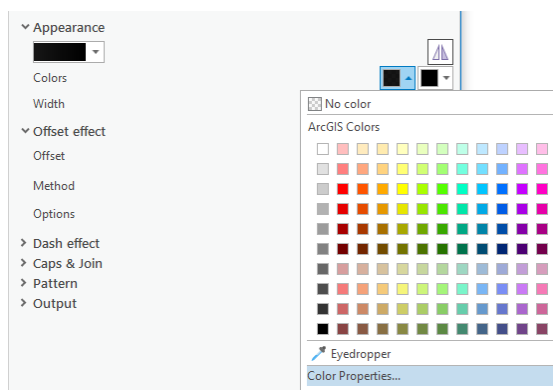 Appearance
Colors
Width
Offset effect
Offset
Method
Options
Dash effect
Caps & Join
Pattern
Output
No color
ArcGIS Colors
Eyedropper
Color Properties...